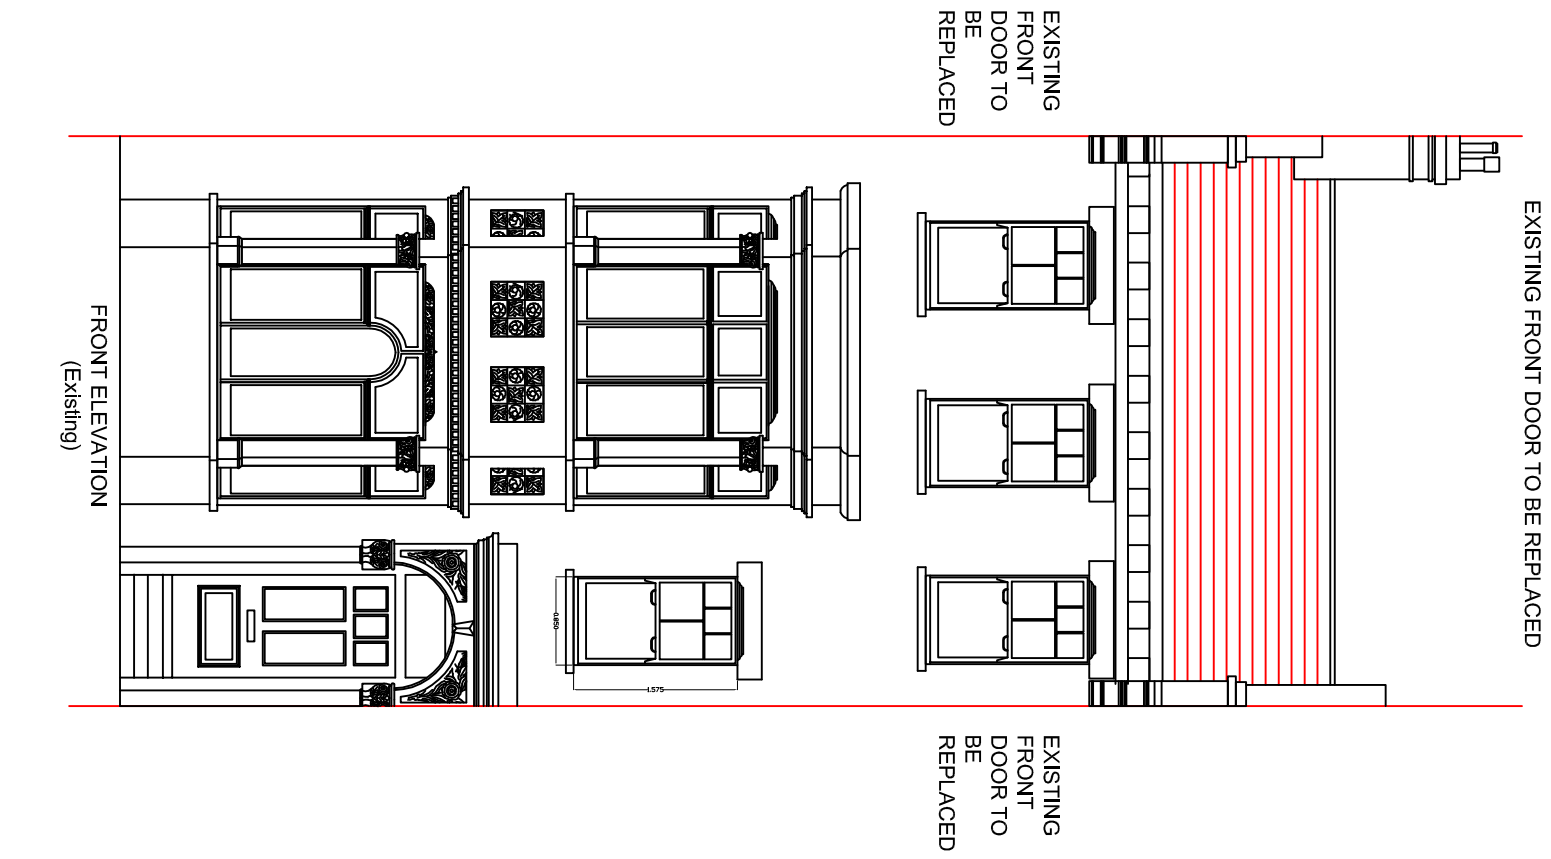 EXISTING FRONT DOOR TO BE REPLACED
EXISTING
FRONT
DOOR TO
BE
REPLACED
EXISTING
FRONT
DOOR TO
BE
REPLACED
1.575
0.850
FRONT ELEVATION
(Existing)